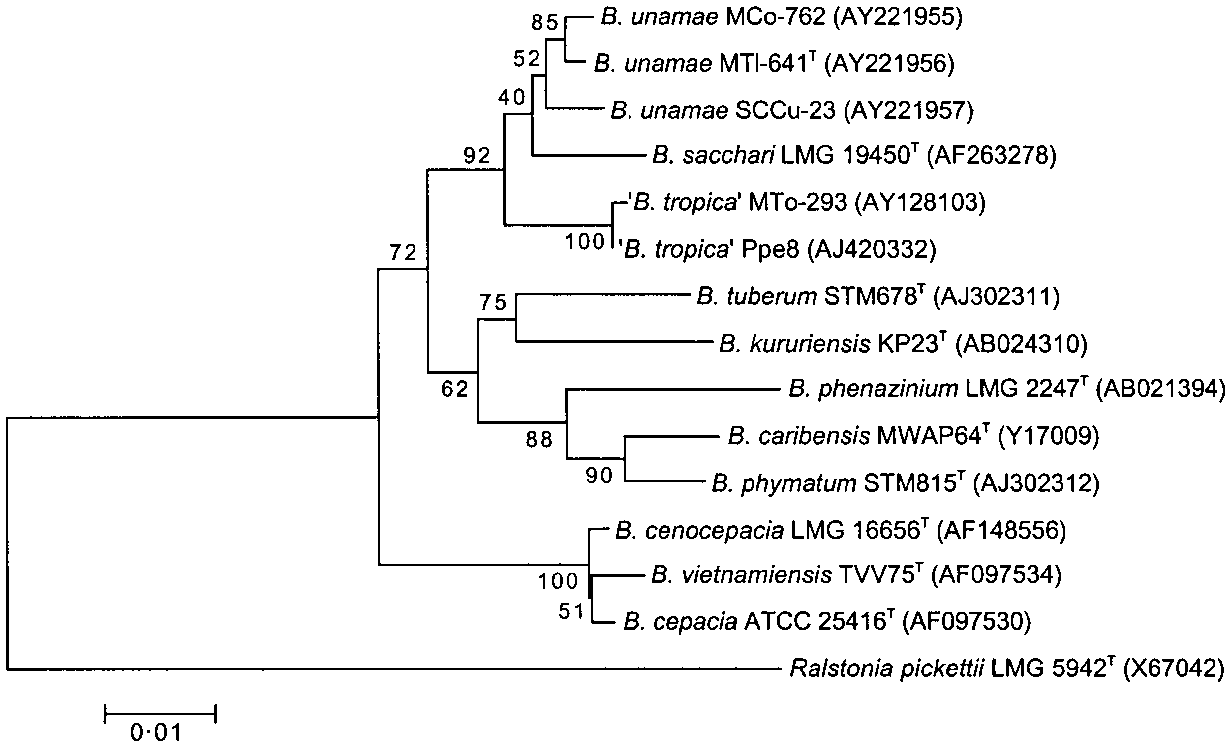 85 B. unamae MCo-762 (AY221955)
52 B. unamae MTl-641ᵀ (AY221956)
40 B. unamae SCCu-23 (AY221957)
92 B. sacchari LMG 19450ᵀ (AF263278)
'B. tropica' MTo-293 (AY128103)
100 'B. tropica' Ppe8 (AJ420332)
72
75 B. tuberum STM678ᵀ (AJ302311)
B. kururiensis KP23ᵀ (AB024310)
62 B. phenazinium LMG 2247ᵀ (AB021394)
88 B. caribensis MWAP64ᵀ (Y17009)
90 B. phymatum STM815ᵀ (AJ302312)
B. cenocepacia LMG 16656ᵀ (AF148556)
100 B. vietnamiensis TVV75ᵀ (AF097534)
51 B. cepacia ATCC 25416ᵀ (AF097530)
Ralstonia pickettii LMG 5942ᵀ (X67042)
0·01